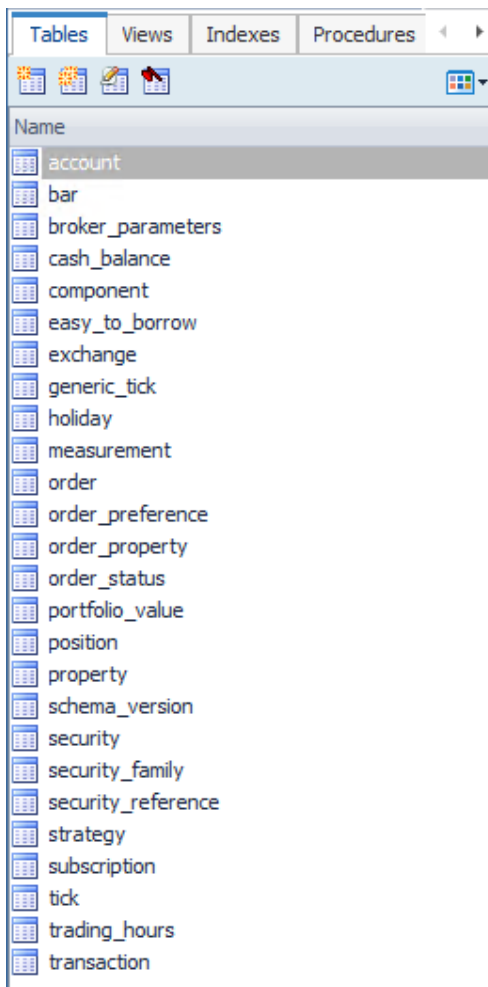 Tables Views Indexes Procedures
Name
account
bar
broker_parameters
cash_balance
component
easy_to_borrow
exchange
generic_tick
holiday
measurement
order
order_preference
order_property
order_status
portfolio_value
position
property
schema_version
security
security_family
security_reference
strategy
subscription
tick
trading_hours
transaction